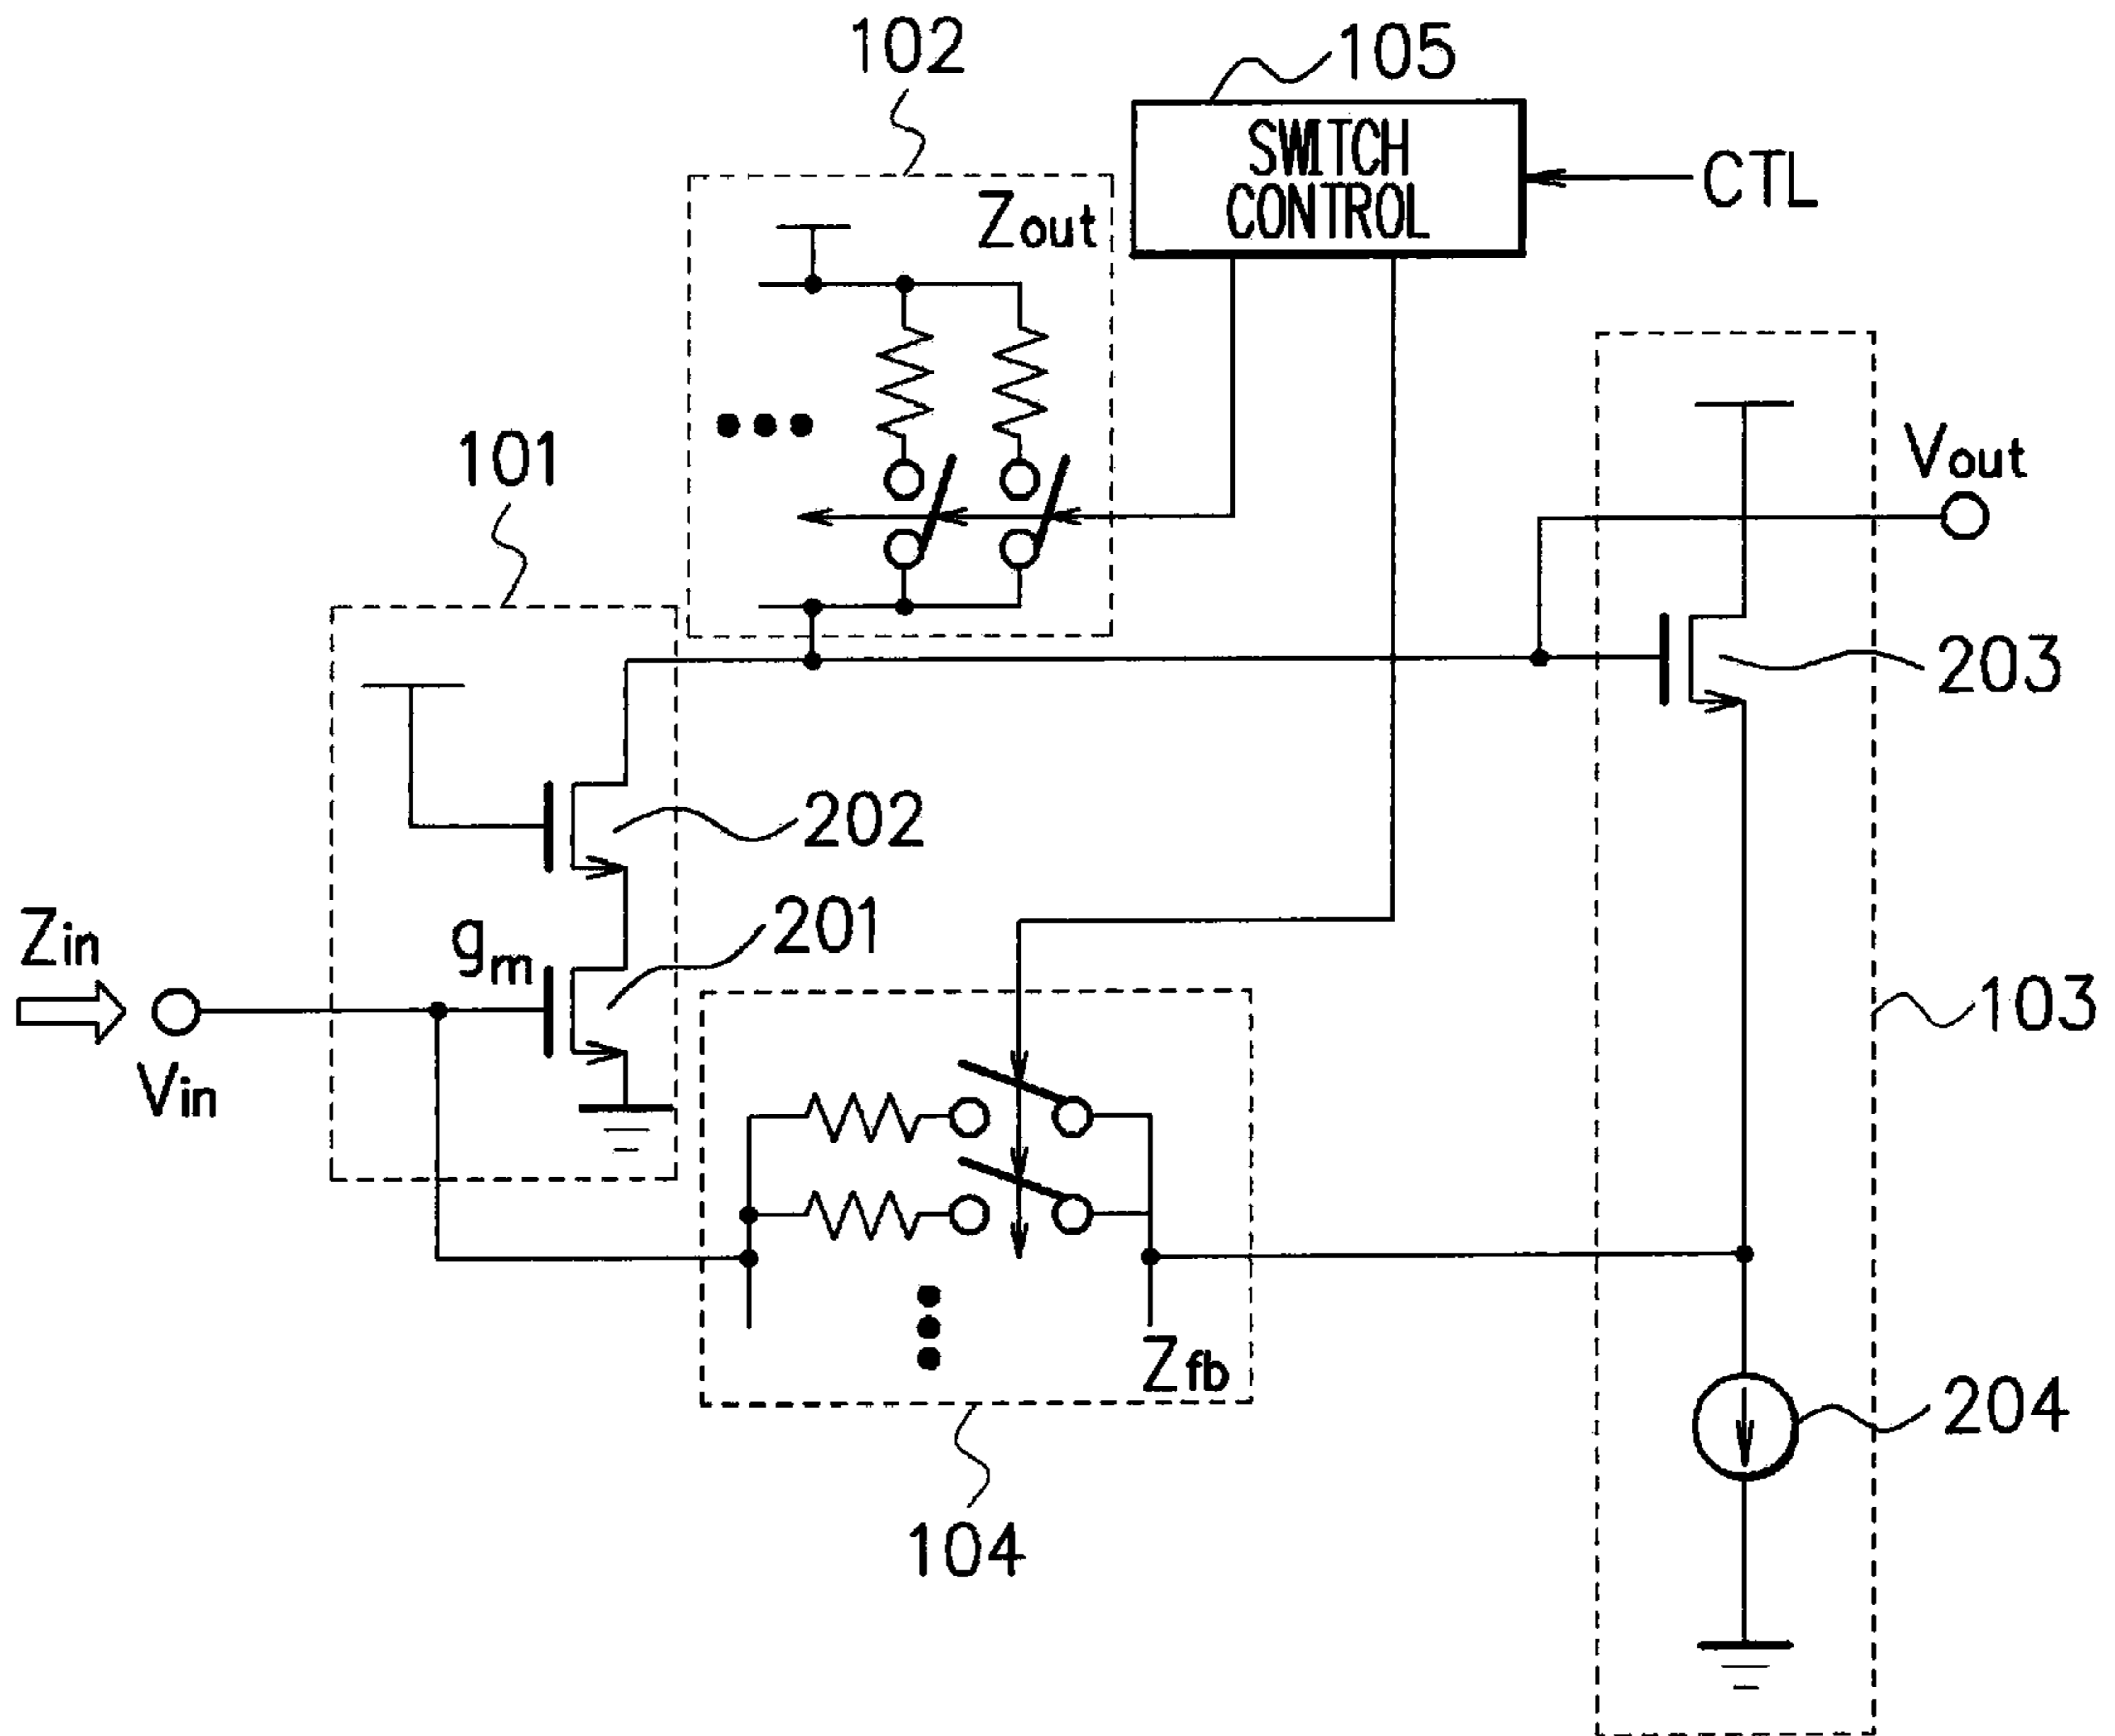 102
105
SWITCH
CONTROL
CTL
Zout
101
Vout
203
202
201
gm
Zin
Vin
103
Zfb
204
104